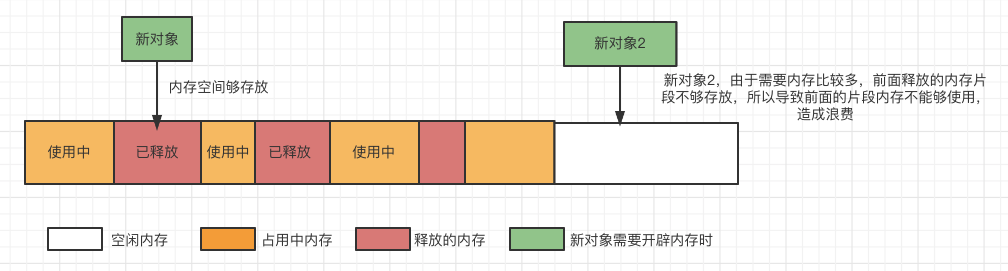 新对象
新对象2
内存空间够存放
新对象2，由于需要内存比较多，前面释放的内存片
段不够存放，所以导致前面的片段内存不能够使用，
造成浪费
使用中
已释放
使用中
已释放
使用中
空闲内存
占用中内存
释放的内存
新对象需要开辟内存时